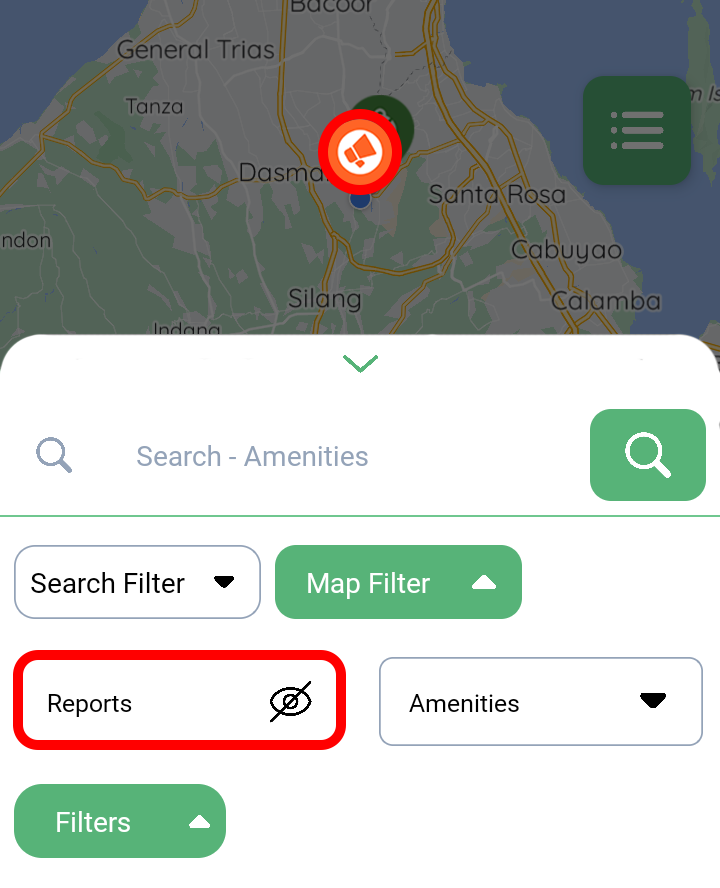 Bacoor
General Trias
Tanza
Dasma
Santa Rosa
ndon
Cabuyao
Silang
Calamba
Indang
Search - Amenities
Search Filter
Map Filter
Reports
Amenities
Filters